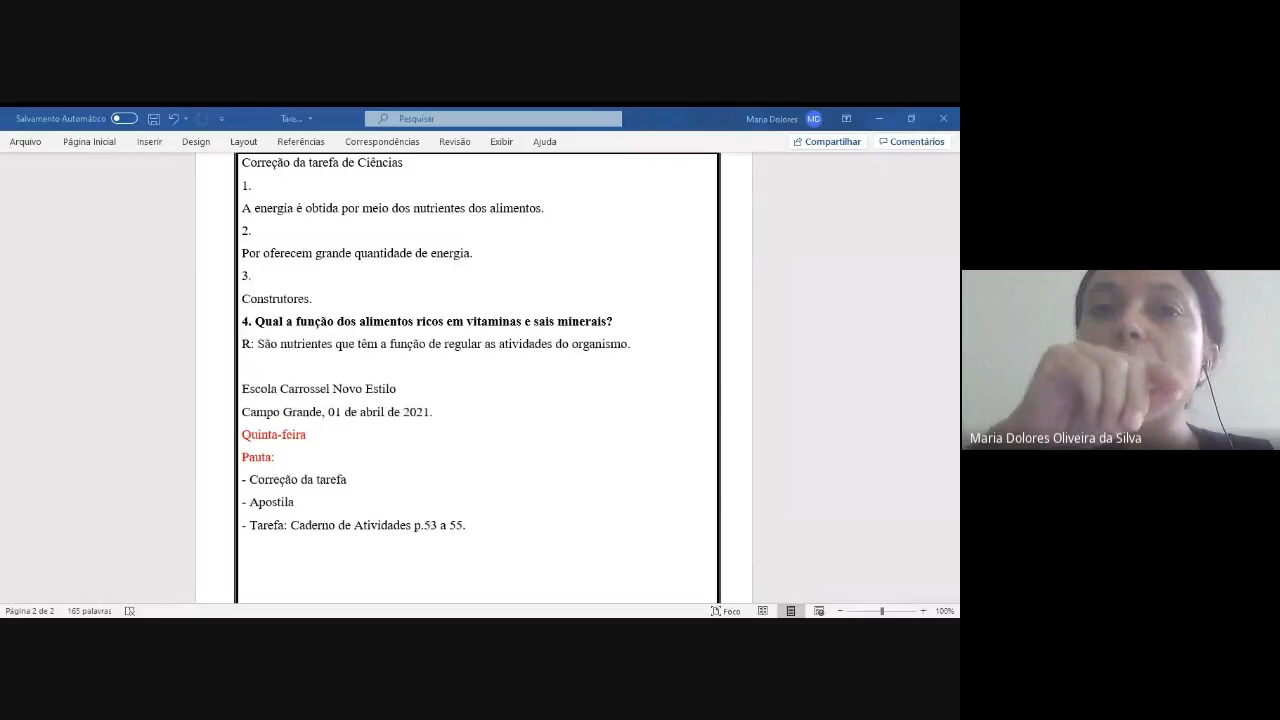 Salvamento Automático
Tare...
Pesquisar
Maria Dolores
MD
Arquivo
Página Inicial
Inserir
Design
Layout
Referências
Correspondências
Revisão
Exibir
Ajuda
Compartilhar
Comentários
Correção da tarefa de Ciências
1.
A energia é obtida por meio dos nutrientes dos alimentos.
2.
Por oferecem grande quantidade de energia.
3.
Construtores.
4. Qual a função dos alimentos ricos em vitaminas e sais minerais?
R: São nutrientes que têm a função de regular as atividades do organismo.
Escola Carrossel Novo Estilo
Campo Grande, 01 de abril de 2021.
Quinta-feira
Pauta:
- Correção da tarefa
- Apostila
- Tarefa: Caderno de Atividades p.53 a 55.
Maria Dolores Oliveira da Silva
Página 2 de 2
165 palavras
Foco
100%